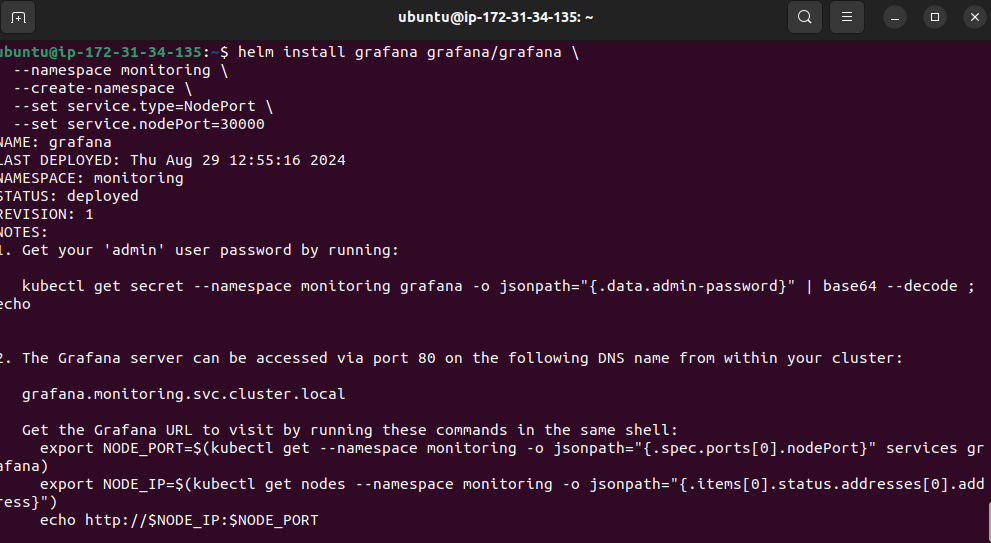 ubuntu@ip-172-31-34-135: ~
ubuntu@ip-172-31-34-135:~$ helm install grafana grafana/grafana \
  --namespace monitoring \
  --create-namespace \
  --set service.type=NodePort \
  --set service.nodePort=30000
NAME: grafana
LAST DEPLOYED: Thu Aug 29 12:55:16 2024
NAMESPACE: monitoring
STATUS: deployed
REVISION: 1
NOTES:
1. Get your 'admin' user password by running:
   kubectl get secret --namespace monitoring grafana -o jsonpath="{.data.admin-password}" | base64 --decode ;
echo
2. The Grafana server can be accessed via port 80 on the following DNS name from within your cluster:
   grafana.monitoring.svc.cluster.local
   Get the Grafana URL to visit by running these commands in the same shell:
     export NODE_PORT=$(kubectl get --namespace monitoring -o jsonpath="{.spec.ports[0].nodePort}" services gr
afana)
     export NODE_IP=$(kubectl get nodes --namespace monitoring -o jsonpath="{.items[0].status.addresses[0].add
ress}")
     echo http://$NODE_IP:$NODE_PORT